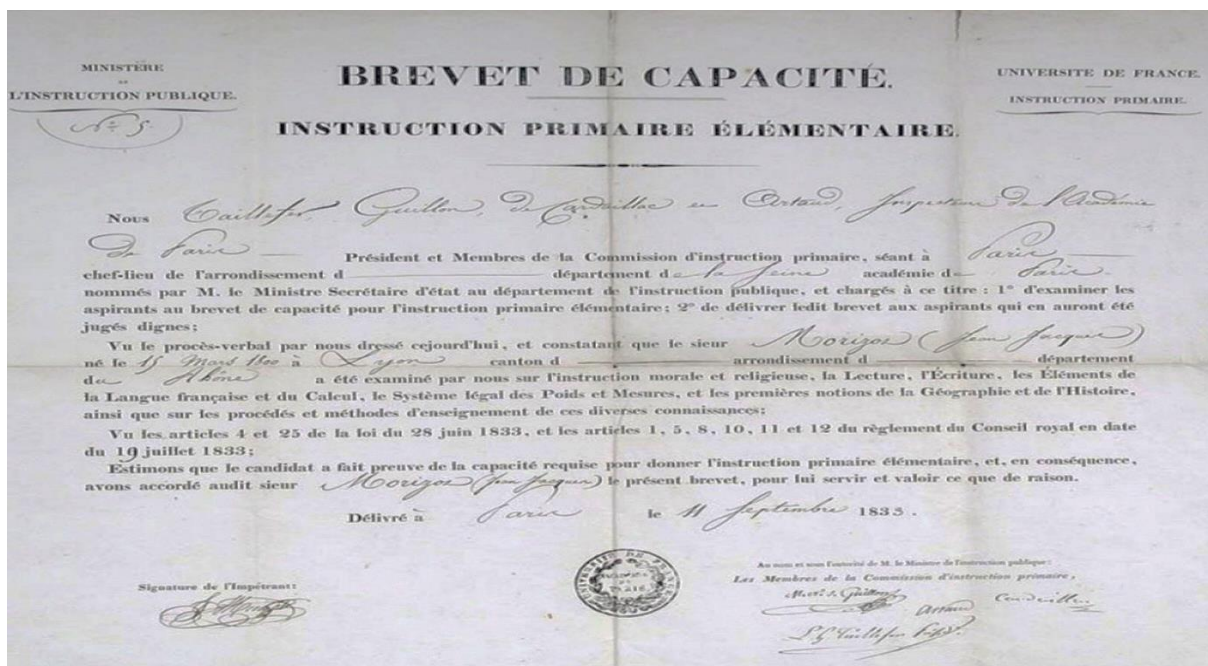 MINISTÈRE
DE
L'INSTRUCTION PUBLIQUE.
N° 5.
BREVET DE CAPACITÉ.
INSTRUCTION PRIMAIRE ÉLÉMENTAIRE.
UNIVERSITE DE FRANCE.
INSTRUCTION PRIMAIRE.
Nous Taillefer, Guillon, de Cardaillac et Artaud, Inspecteurs de l'Académie
de Paris Président et Membres de la Commission d'instruction primaire, séant à Paris
chef-lieu de l'arrondissement d département de la Seine académie de Paris.
nommés par M. le Ministre Secrétaire d'état au département de l'instruction publique, et chargés à ce titre : 1° d'examiner les
aspirants au brevet de capacité pour l'instruction primaire élémentaire; 2° de délivrer ledit brevet aux aspirants qui en auront été
jugés dignes;
Vu le procès-verbal par nous dressé cejourd'hui, et constatant que le sieur Morizot (Jean Jacques)
né le 15 Mars 1800 à Lyon canton d arrondissement d département
du Rhône a été examiné par nous sur l'instruction morale et religieuse, la Lecture, l'Écriture, les Éléments de
la Langue française et du Calcul, le Système légal des Poids et Mesures, et les premières notions de la Géographie et de l'Histoire,
ainsi que sur les procédés et méthodes d'enseignement de ces diverses connaissances;
Vu les articles 4 et 25 de la loi du 28 juin 1833, et les articles 1, 5, 8, 10, 11 et 12 du règlement du Conseil royal en date
du 19 juillet 1833;
Estimons que le candidat a fait preuve de la capacité requise pour donner l'instruction primaire élémentaire, et, en conséquence,
avons accordé audit sieur Morizot (Jean Jacques) le présent brevet, pour lui servir et valoir ce que de raison.
Délivré à Paris le 11 Septembre 1833.
Signature de l'Impétrant:
UNIVERSITÉ DE FRANCE
Au nom et sous l'autorité de M. le Ministre de l'instruction publique:
Les Membres de la Commission d'instruction primaire,
Guillon
Artaud Cardaillac
Taillefer